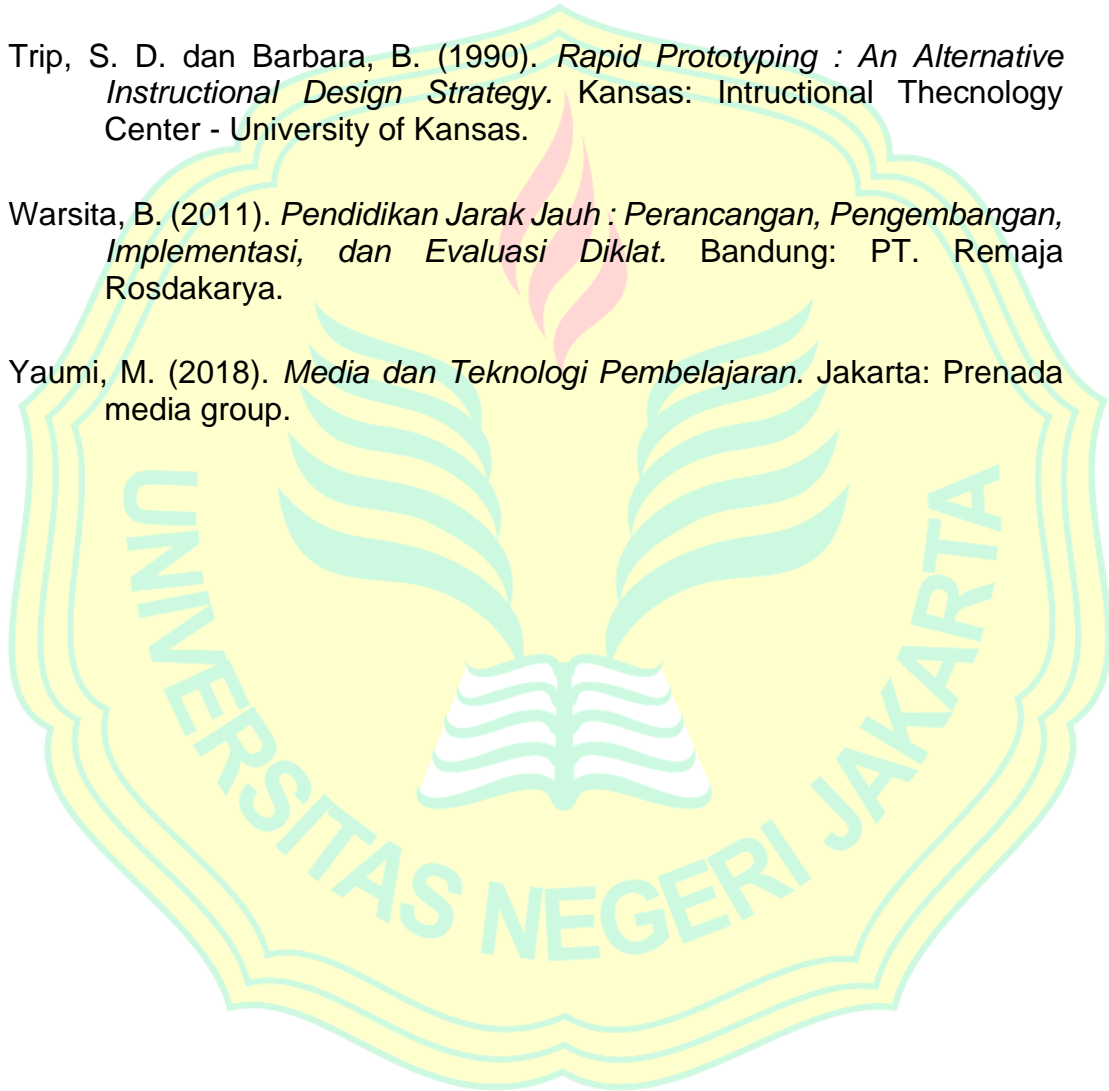 Trip, S. D. dan Barbara, B. (1990). Rapid Prototyping : An Alternative
Instructional Design Strategy. Kansas: Intructional Thecnology
Center - University of Kansas.
Warsita, B. (2011). Pendidikan Jarak Jauh : Perancangan, Pengembangan,
Implementasi, dan Evaluasi Diklat. Bandung: PT. Remaja
Rosdakarya.
Yaumi, M. (2018). Media dan Teknologi Pembelajaran. Jakarta: Prenada
media group.
UNIVERSITAS NEGERI JAKARTA